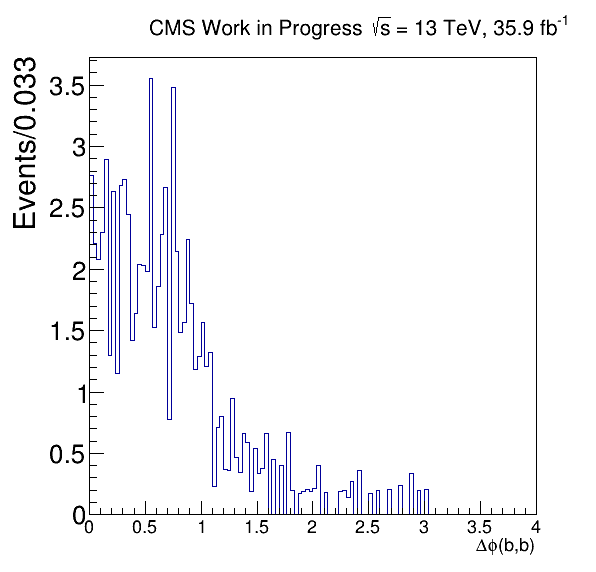 CMS Work in Progress √s = 13 TeV, 35.9 fb⁻¹
Events/0.033
3.5
3
2.5
2
1.5
1
0.5
0
0 0.5 1 1.5 2 2.5 3 3.5 4
Δϕ(b,b)